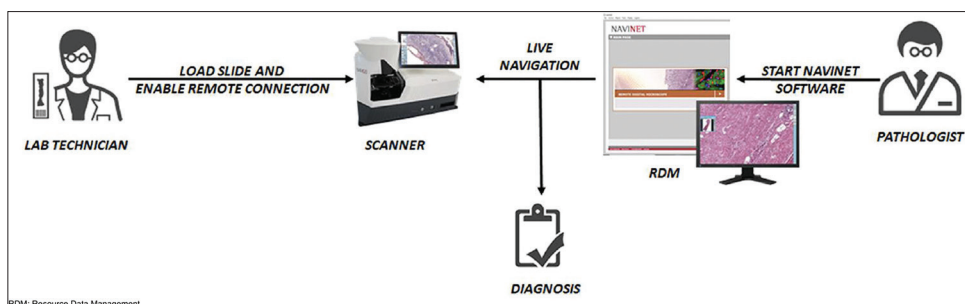 LOAD SLIDE AND
ENABLE REMOTE CONNECTION
LIVE
NAVIGATION
NAVINET
START NAVINET
SOFTWARE
LAB TECHNICIAN
SCANNER
RDM
PATHOLOGIST
DIAGNOSIS
RDM: Resource Data Management